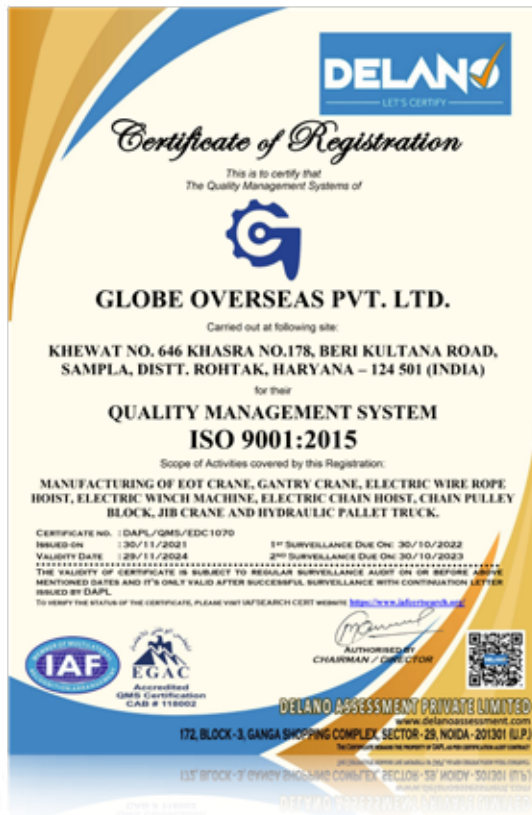 DELANO
LET'S CERTIFY
Certificate of Registration
This is to certify that
The Quality Management Systems of
GLOBE OVERSEAS PVT. LTD.
Carried out at following site:
KHEWAT NO. 646 KHASRA NO.178, BERI KULTANA ROAD,
SAMPLA, DISTT. ROHTAK, HARYANA – 124 501 (INDIA)
for their
QUALITY MANAGEMENT SYSTEM
ISO 9001:2015
Scope of Activities covered by this Registration:
MANUFACTURING OF EOT CRANE, GANTRY CRANE, ELECTRIC WIRE ROPE
HOIST, ELECTRIC WINCH MACHINE, ELECTRIC CHAIN HOIST, CHAIN PULLEY
BLOCK, JIB CRANE AND HYDRAULIC PALLET TRUCK.
CERTIFICATE NO. : DAPL/QMS/EDC1070
ISSUED ON : 30/11/2021 1ST SURVEILLANCE DUE ON: 30/10/2022
VALIDITY DATE : 29/11/2024 2ND SURVEILLANCE DUE ON: 30/10/2023
THE VALIDITY OF CERTIFICATE IS SUBJECT TO REGULAR SURVEILLANCE AUDIT ON OR BEFORE ABOVE
MENTIONED DATES AND IT'S ONLY VALID AFTER SUCCESSFUL SURVEILLANCE WITH CONTINUATION LETTER
ISSUED BY DAPL
TO VERIFY THE STATUS OF THE CERTIFICATE, PLEASE VISIT IAFSEARCH CERT WEBSITE https://www.iafcertsearch.org/
AUTHORISED BY
CHAIRMAN / DIRECTOR
IAF
EGAC
Accredited
QMS Certification
CAB # 118002
DELANO
DELANO ASSESSMENT PRIVATE LIMITED
www.delanoassessment.com
172, BLOCK-3, GANGA SHOPPING COMPLEX, SECTOR-29, NOIDA-201301 (U.P.)